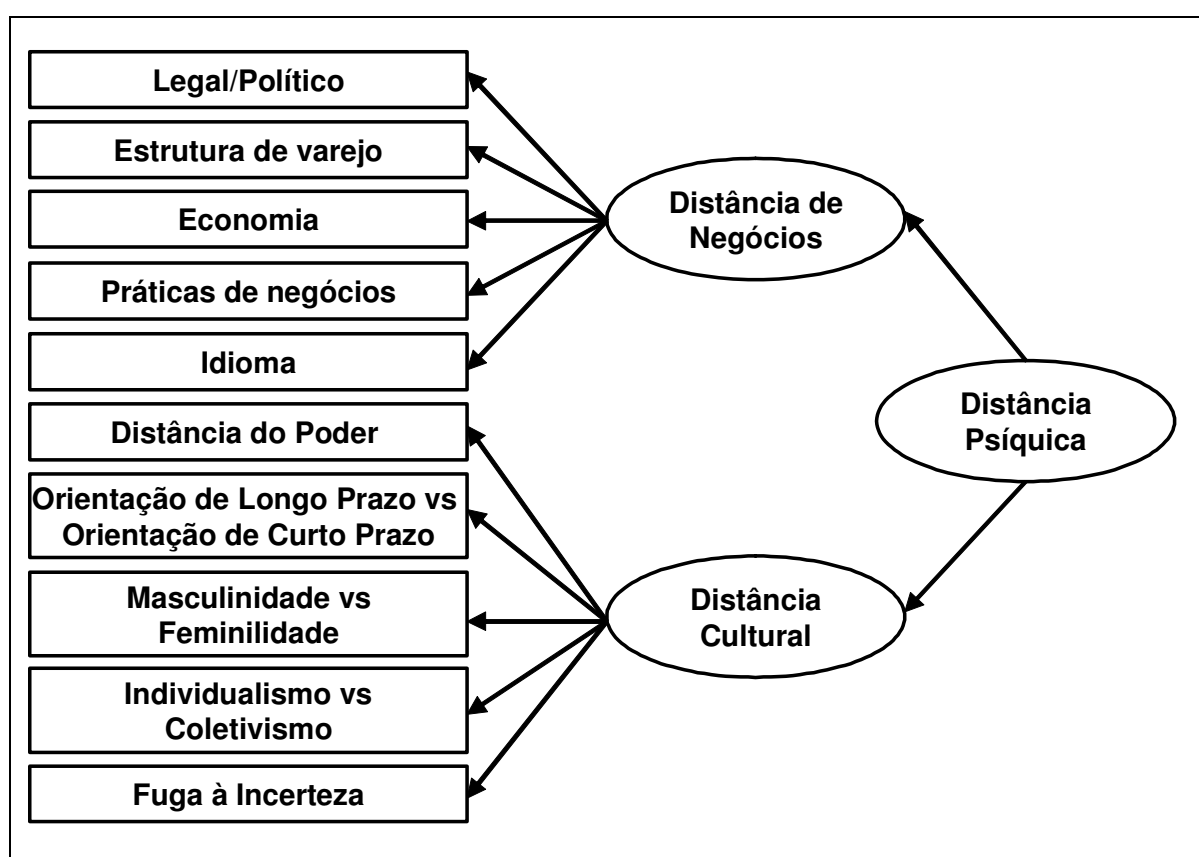 Legal/Político
Estrutura de varejo
Economia
Práticas de negócios
Idioma
Distância do Poder
Orientação de Longo Prazo vs
Orientação de Curto Prazo
Masculinidade vs
Feminilidade
Individualismo vs
Coletivismo
Fuga à Incerteza
Distância de
Negócios
Distância
Cultural
Distância
Psíquica